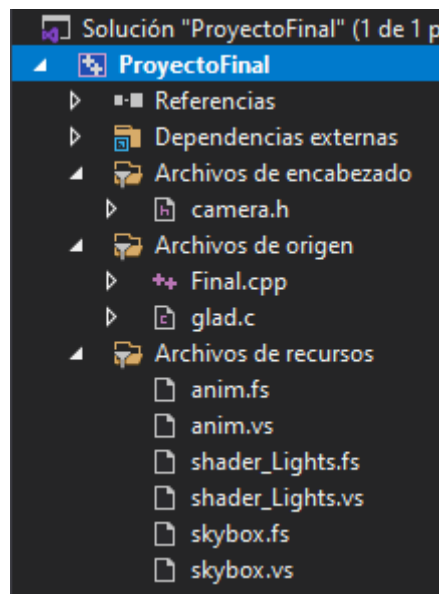 Solución "ProyectoFinal" (1 de 1 p
ProyectoFinal
Referencias
Dependencias externas
Archivos de encabezado
camera.h
Archivos de origen
Final.cpp
glad.c
Archivos de recursos
anim.fs
anim.vs
shader_Lights.fs
shader_Lights.vs
skybox.fs
skybox.vs